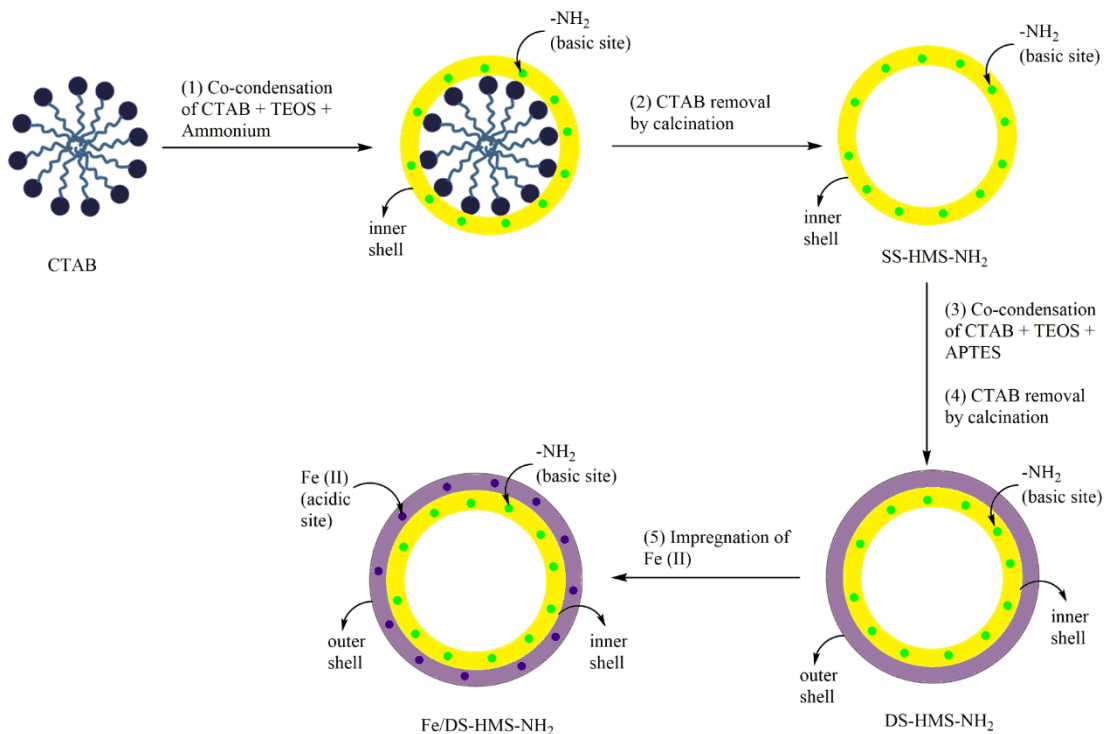 -NH₂
(basic site)
(1) Co-condensation
of CTAB + TEOS +
Ammonium
inner
shell
CTAB
(2) CTAB removal
by calcination
-NH₂
(basic site)
inner
shell
SS-HMS-NH₂
(3) Co-condensation
of CTAB + TEOS +
APTES
(4) CTAB removal
by calcination
Fe (II)
(acidic
site)
-NH₂
(basic site)
outer
shell
inner
shell
Fe/DS-HMS-NH₂
(5) Impregnation of
Fe (II)
-NH₂
(basic site)
inner
shell
outer
shell
DS-HMS-NH₂